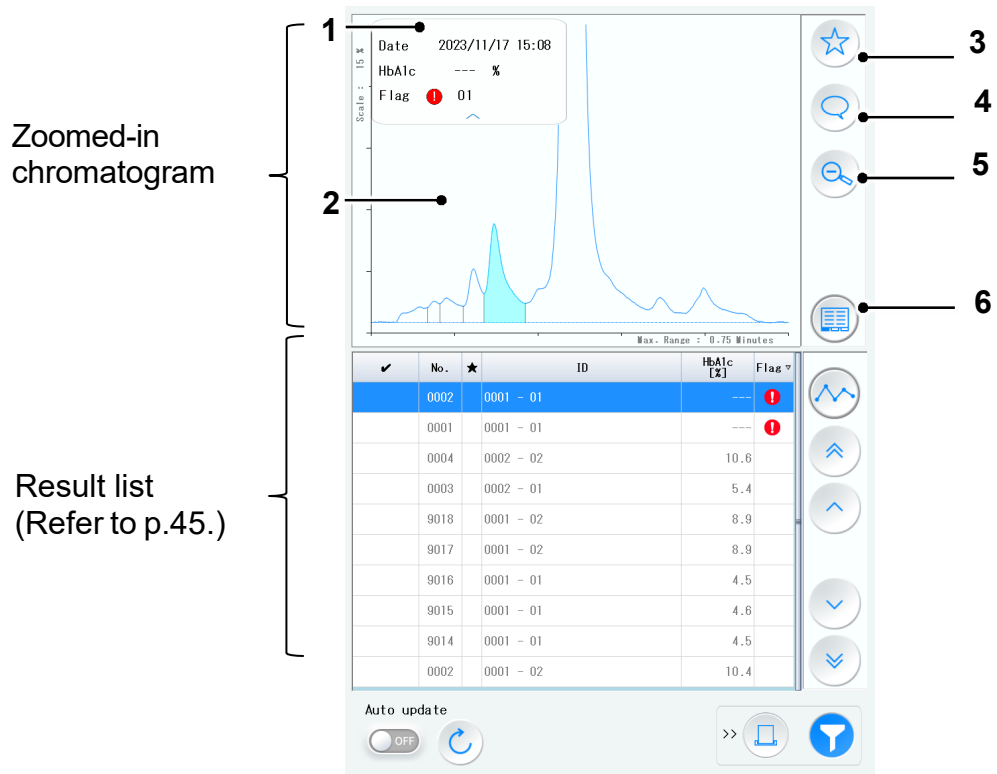 1
Date 2023/11/17 15:08
HbA1c --- %
Flag ! 01
Scale : 15 %
2
3
4
5
6
Zoomed-in
chromatogram
Max. Range : 0.75 Minutes
✔ No. ★ ID HbA1c [%] Flag ▽
0002 0001 - 01 --- !
0001 0001 - 01 --- !
0004 0002 - 02 10.6
0003 0002 - 01 5.4
9018 0001 - 02 8.9
9017 0001 - 02 8.9
9016 0001 - 01 4.5
9015 0001 - 01 4.6
9014 0001 - 01 4.5
0002 0001 - 02 10.4
Result list
(Refer to p.45.)
Auto update
OFF
>>